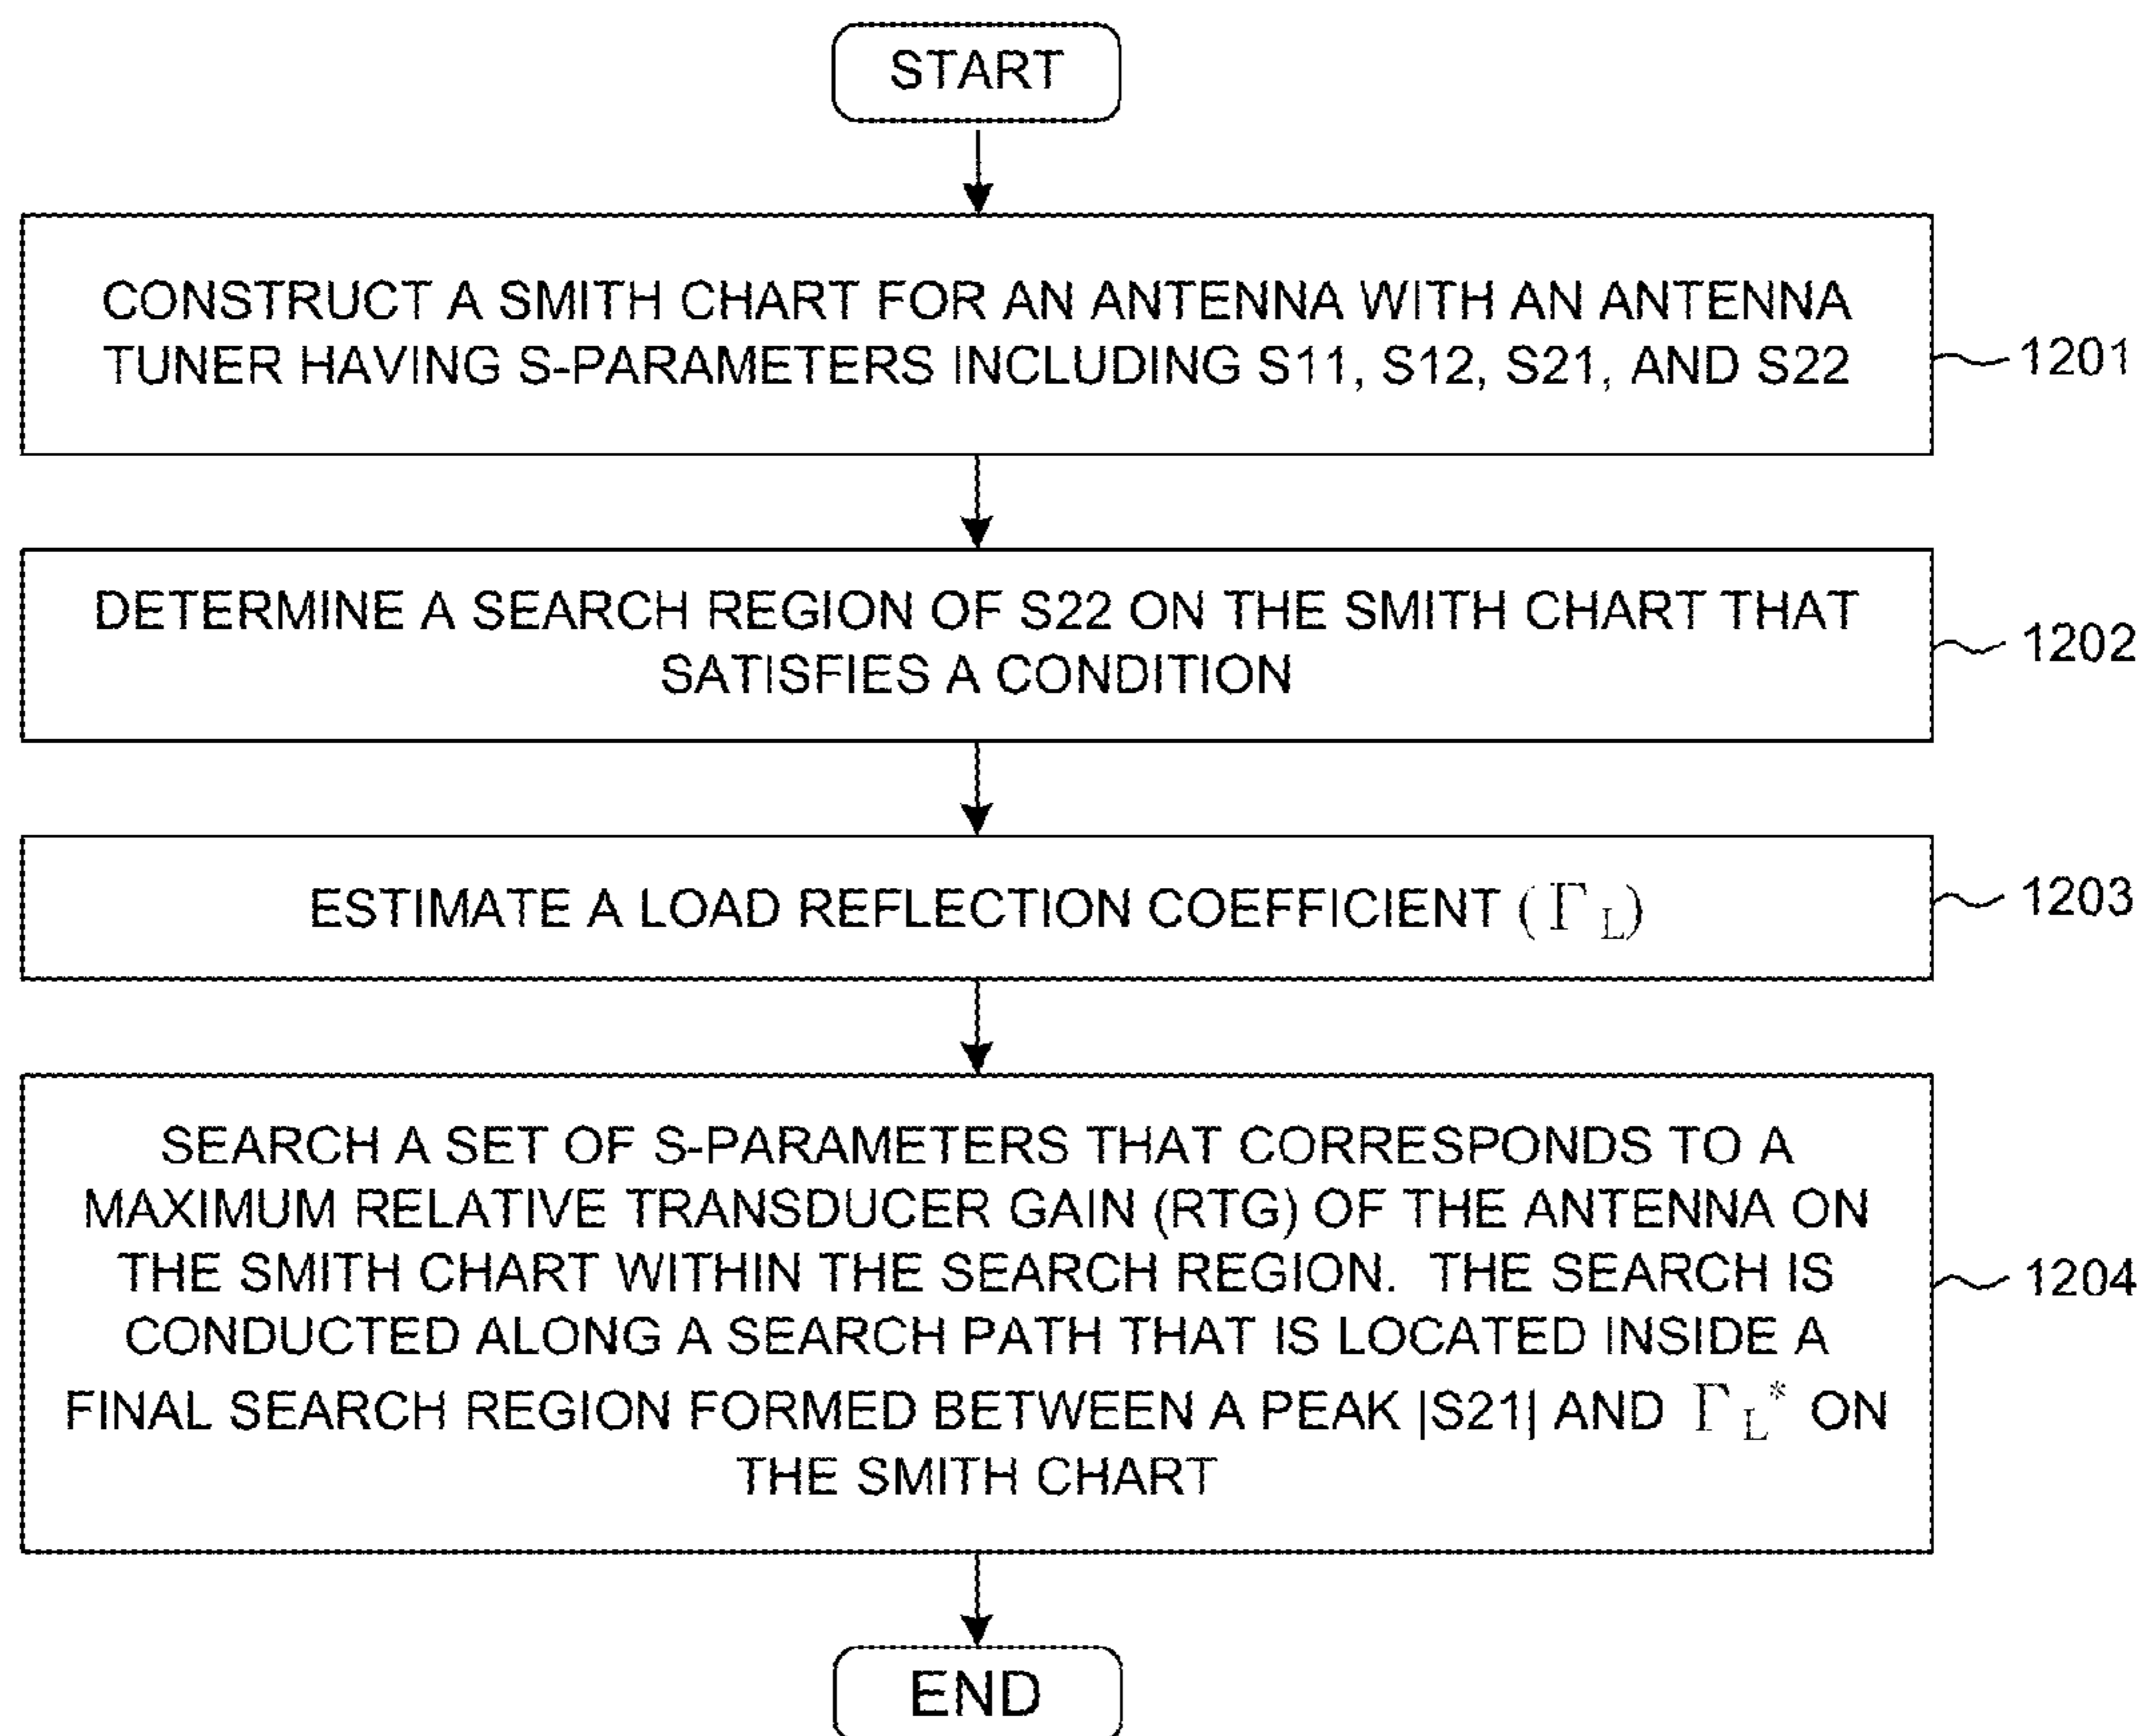 START
CONSTRUCT A SMITH CHART FOR AN ANTENNA WITH AN ANTENNA
TUNER HAVING S-PARAMETERS INCLUDING S11, S12, S21, AND S22
1201
DETERMINE A SEARCH REGION OF S22 ON THE SMITH CHART THAT
SATISFIES A CONDITION
1202
ESTIMATE A LOAD REFLECTION COEFFICIENT (Γ L)
1203
SEARCH A SET OF S-PARAMETERS THAT CORRESPONDS TO A
MAXIMUM RELATIVE TRANSDUCER GAIN (RTG) OF THE ANTENNA ON
THE SMITH CHART WITHIN THE SEARCH REGION. THE SEARCH IS
CONDUCTED ALONG A SEARCH PATH THAT IS LOCATED INSIDE A
FINAL SEARCH REGION FORMED BETWEEN A PEAK |S21| AND Γ L* ON
THE SMITH CHART
1204
END